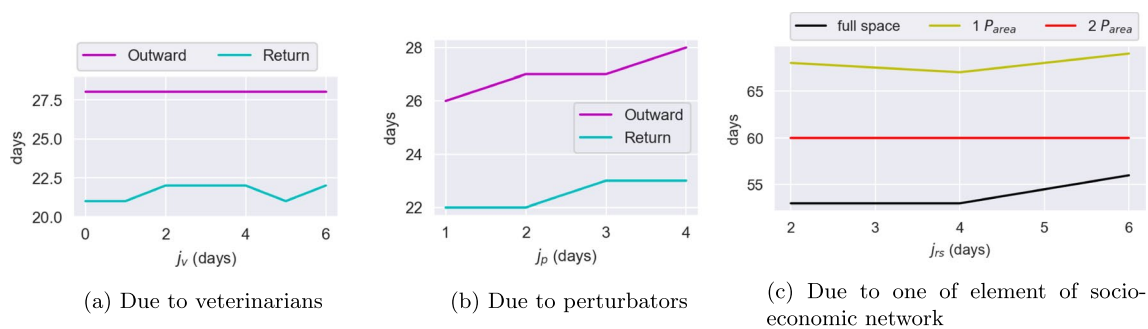 Outward Return
27.5
25.0
22.5
20.0
days
0 2 4 6
j_v (days)
(a) Due to veterinarians
28
26
24
22
days
Outward
Return
1 2 3 4
j_p (days)
(b) Due to perturbators
full space 1 P_area 2 P_area
65
60
55
days
2 3 4 5 6
j_rs (days)
(c) Due to one of element of socio-
economic network